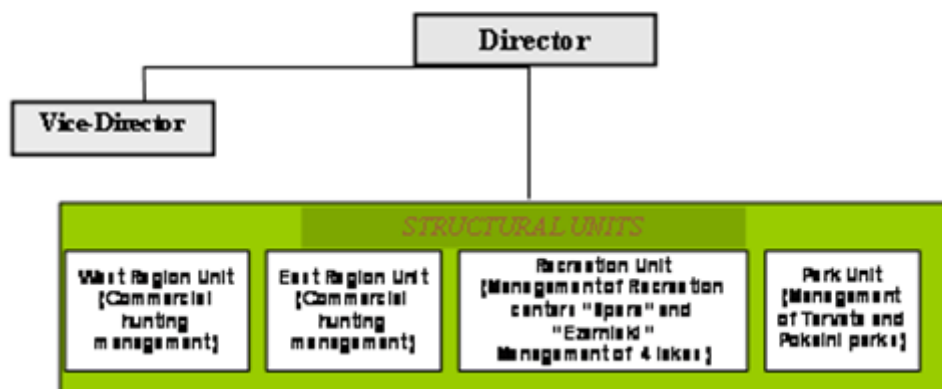 Director
Vice-Director
STRUCTURAL UNITS
West Region Unit
(Commercial
hunting
management)
East Region Unit
(Commercial
hunting
management)
Recreation Unit
(Management of Recreation
centers "Spare" and
"Ezernieki"
Management of 4 lakes)
Park Unit
(Management
of Tervete and
Pokaini parks)